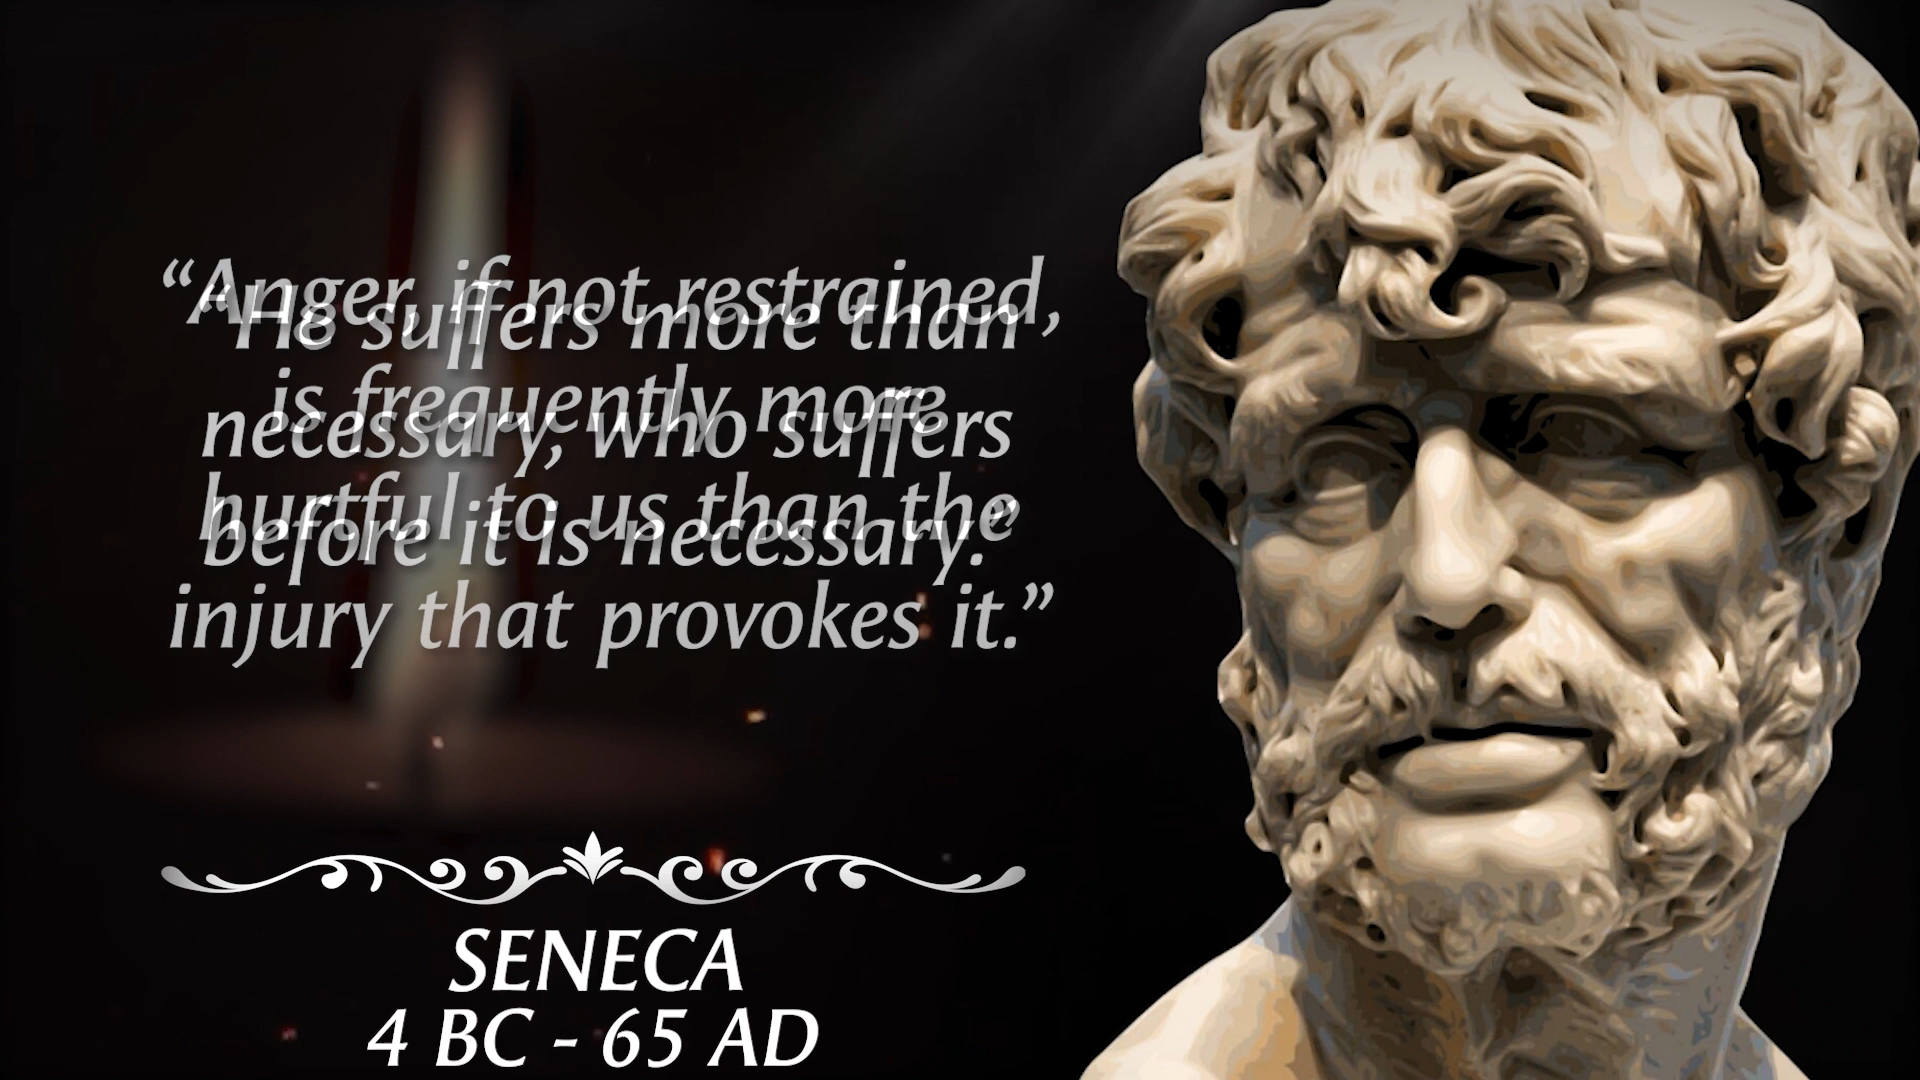 “Anger, if not restrained,
is frequently more
hurtful to us than the
injury that provokes it.”
“He suffers more than
necessary, who suffers
before it is necessary.”
SENECA
4 BC - 65 AD